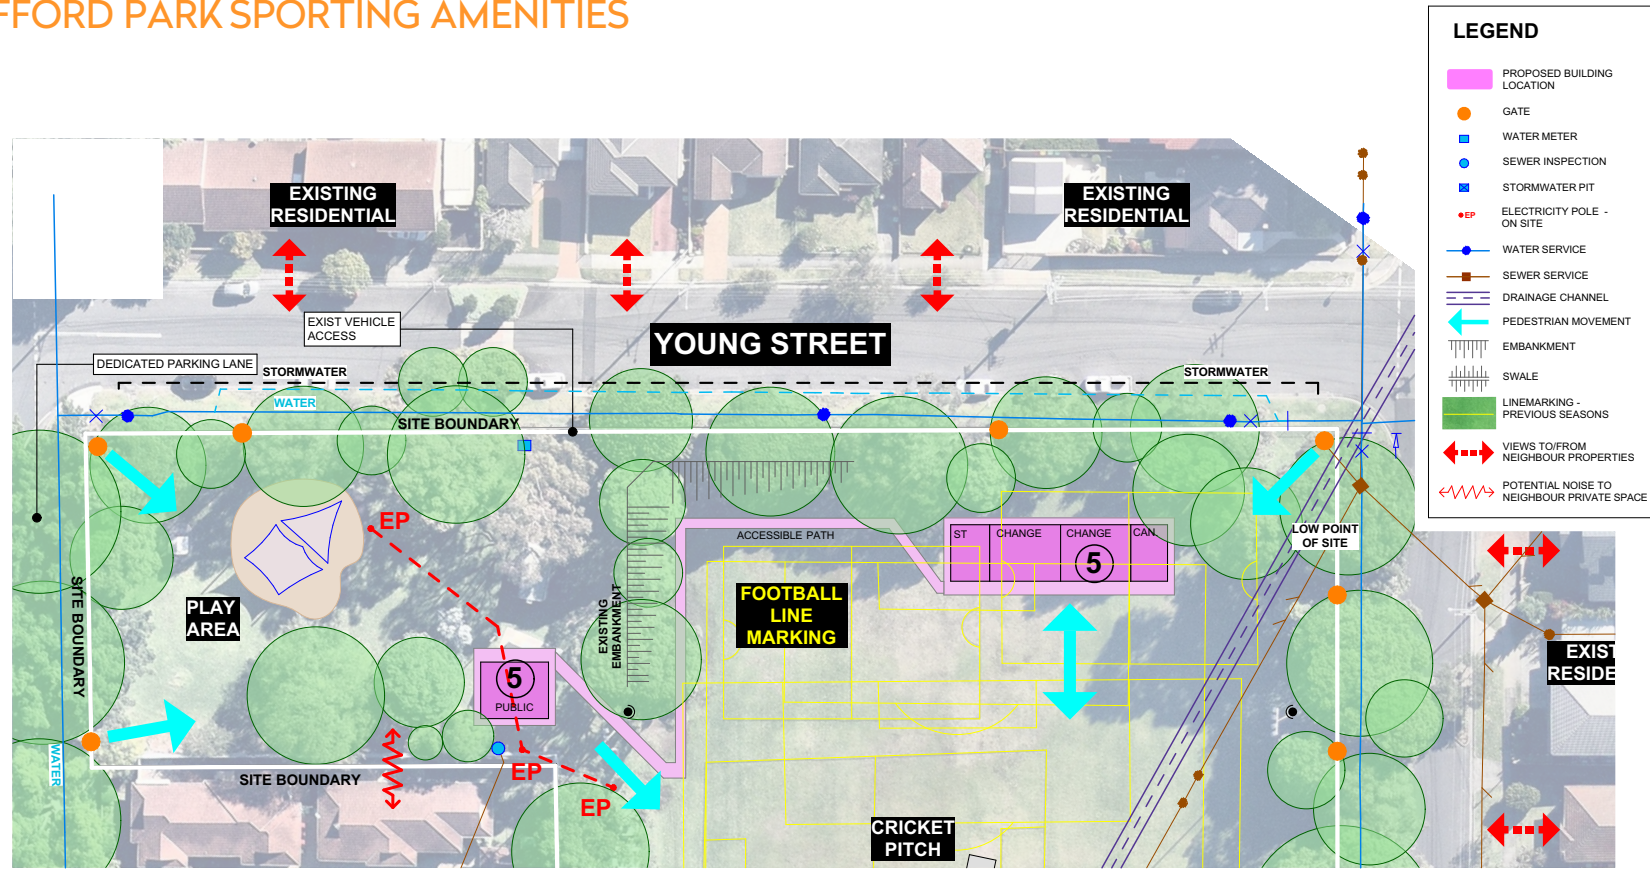 FFORD PARK SPORTING AMENITIES
LEGEND
PROPOSED BUILDING
LOCATION
GATE
WATER METER
SEWER INSPECTION
STORMWATER PIT
EP
ELECTRICITY POLE -
ON SITE
WATER SERVICE
SEWER SERVICE
DRAINAGE CHANNEL
PEDESTRIAN MOVEMENT
EMBANKMENT
SWALE
LINEMARKING -
PREVIOUS SEASONS
VIEWS TO/FROM
NEIGHBOUR PROPERTIES
POTENTIAL NOISE TO
NEIGHBOUR PRIVATE SPACE
EXISTING
RESIDENTIAL
EXISTING
RESIDENTIAL
EXIST VEHICLE
ACCESS
YOUNG STREET
DEDICATED PARKING LANE
STORMWATER
STORMWATER
WATER
SITE BOUNDARY
EP
ACCESSIBLE PATH
ST
CHANGE
CHANGE
CAN.
5
LOW POINT
OF SITE
SITE BOUNDARY
PLAY
AREA
EXISTING
EMBANKMENT
FOOTBALL
LINE
MARKING
5
PUBLIC
EXIST
RESIDE
WATER
SITE BOUNDARY
EP
EP
CRICKET
PITCH